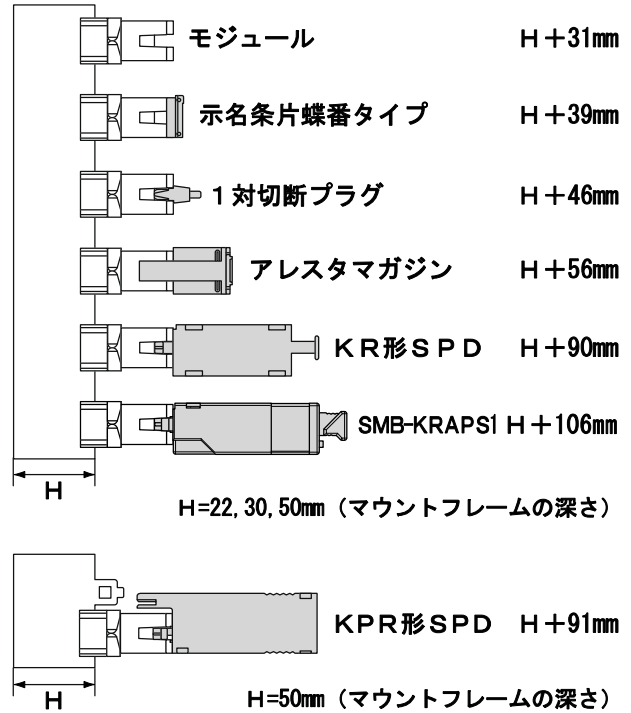 モジュール H+31mm
示名条片蝶番タイプ H+39mm
1対切断プラグ H+46mm
アレスタマガジン H+56mm
KR形SPD H+90mm
SMB-KRAPS1 H+106mm
H
H=22,30,50mm(マウントフレームの深さ)
KPR形SPD H+91mm
H
H=50mm(マウントフレームの深さ)